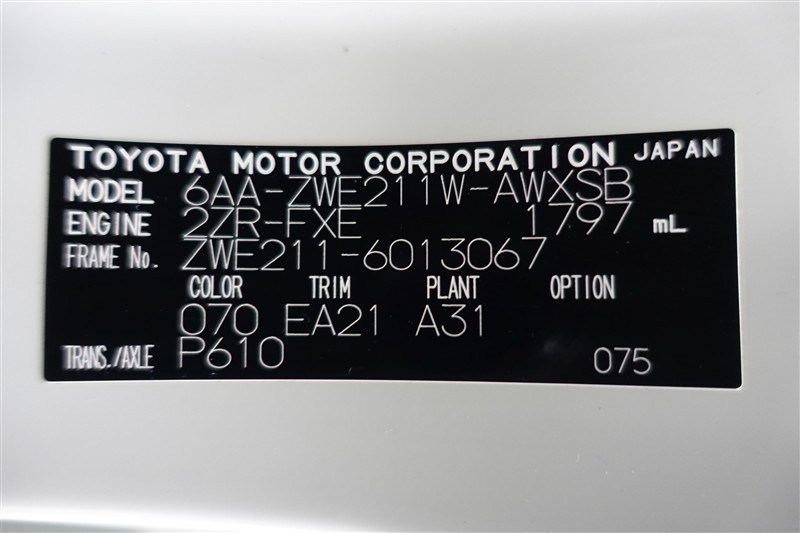 TOYOTA MOTOR CORPORATION JAPAN
MODEL 6AA-ZWE211W-AWXSB
ENGINE 2ZR-FXE 1797 mL
FRAME No. ZWE211-6013067
COLOR TRIM PLANT OPTION
070 EA21 A31
TRANS./AXLE P610 075